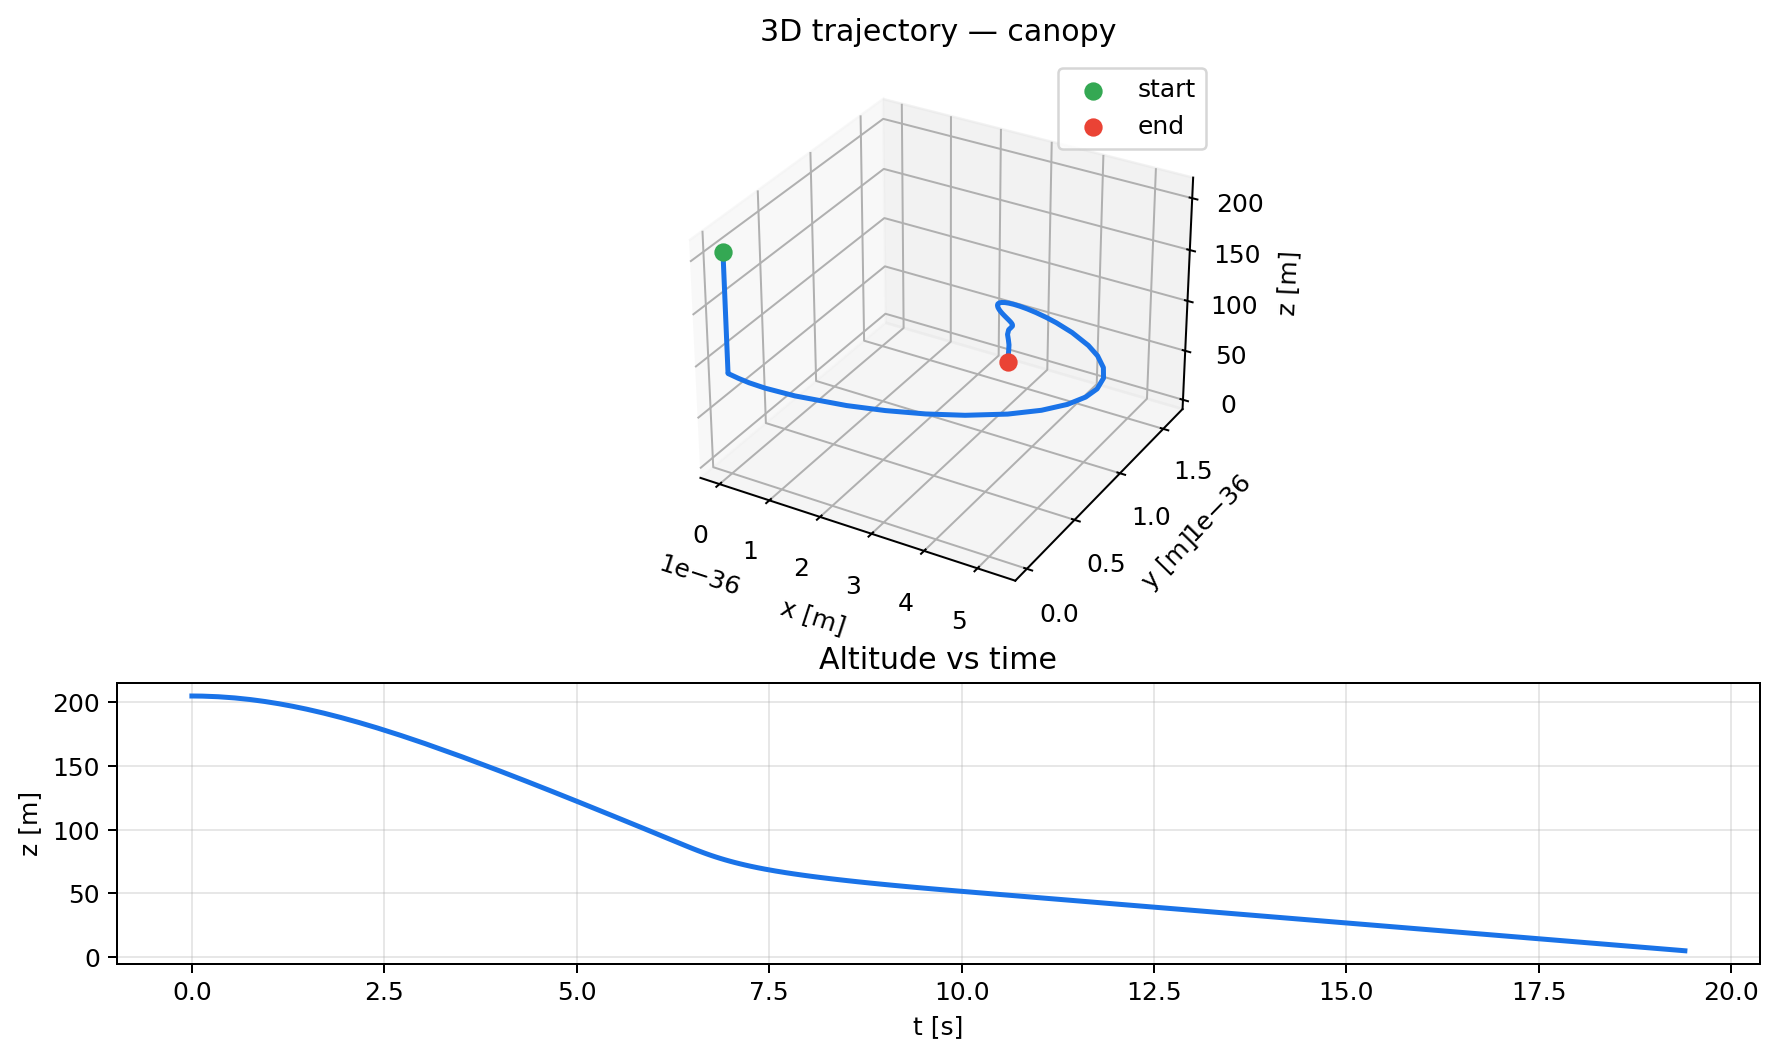 3D trajectory — canopy
start
end
200
150
100
50
0
z [m]
0
1
2
3
4
5
1e−36
x [m]
0.0
0.5
1.0
1.5
y [m]
1e−36
Altitude vs time
200
150
100
50
0
z [m]
0.0 2.5 5.0 7.5 10.0 12.5 15.0 17.5 20.0
t [s]